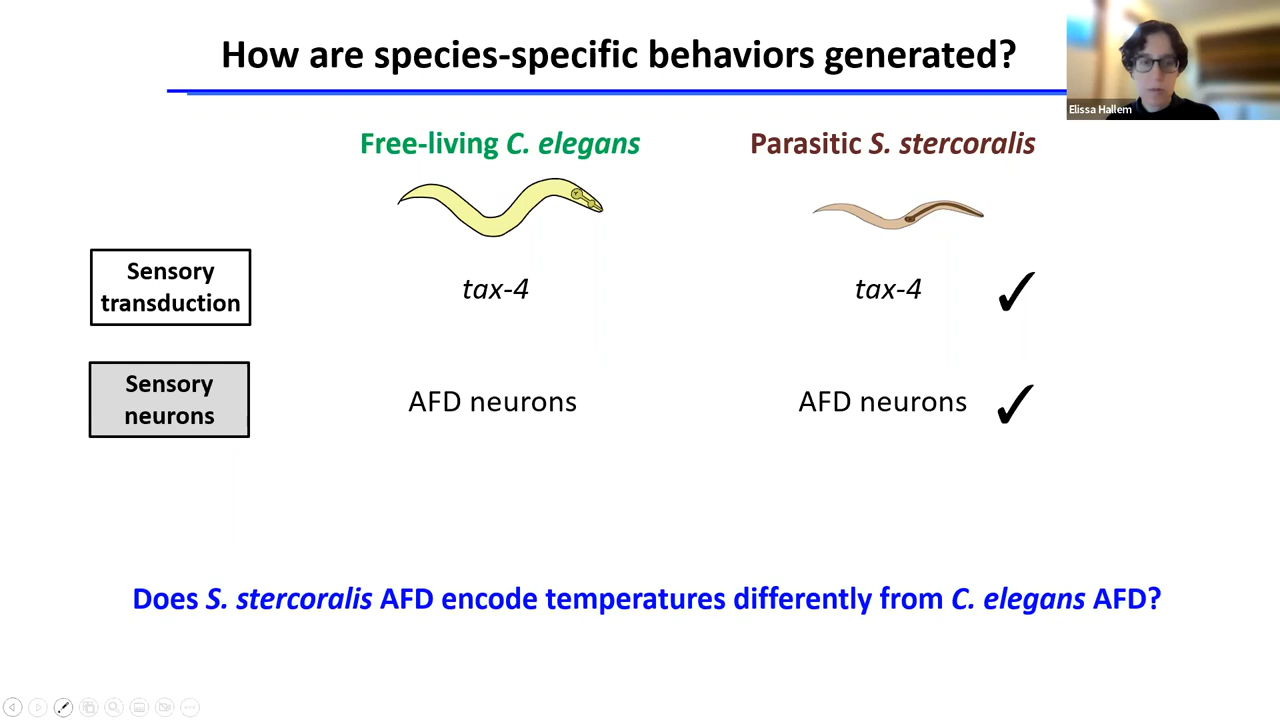 How are species-specific behaviors generated?
Elissa Hallem
Free-living C. elegans
Parasitic S. stercoralis
Sensory
transduction
tax-4
tax-4
✓
Sensory
neurons
AFD neurons
AFD neurons
✓
Does S. stercoralis AFD encode temperatures differently from C. elegans AFD?